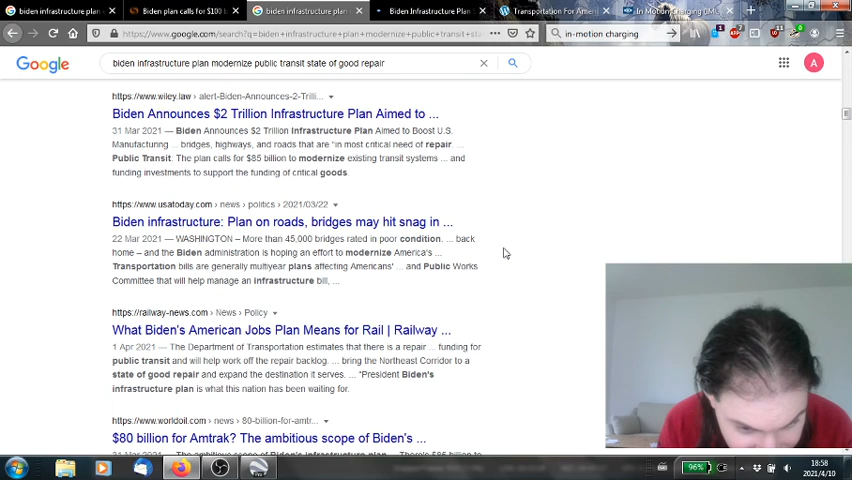 biden infrastructure plan
Biden plan calls for $100 b
biden infrastructure plan
Biden Infrastructure Plan
Transportation For Ameri
In Motion Charging (IMC
https://www.google.com/search?q=biden+infrastructure+plan+modernize+public+transit+sta
in-motion charging
Google
biden infrastructure plan modernize public transit state of good repair
A
https://www.wiley.law › alert-Biden-Announces-2-Trilli...
Biden Announces $2 Trillion Infrastructure Plan Aimed to ...
31 Mar 2021 — Biden Announces $2 Trillion Infrastructure Plan Aimed to Boost U.S.
Manufacturing ... bridges, highways, and roads that are "in most critical need of repair. ...
Public Transit. The plan calls for $85 billion to modernize existing transit systems ... and
funding investments to support the funding of critical goods.
https://www.usatoday.com › news › politics › 2021/03/22
Biden infrastructure: Plan on roads, bridges may hit snag in ...
22 Mar 2021 — WASHINGTON – More than 45,000 bridges rated in poor condition. ... back
home – and the Biden administration is hoping an effort to modernize America's ...
Transportation bills are generally multiyear plans affecting Americans' ... and Public Works
Committee that will help manage an infrastructure bill, ...
https://railway-news.com › News › Policy
What Biden's American Jobs Plan Means for Rail | Railway ...
1 Apr 2021 — The Department of Transportation estimates that there is a repair ... funding for
public transit and will help work off the repair backlog. ... bring the Northeast Corridor to a
state of good repair and expand the destination it serves. ... "President Biden's
infrastructure plan is what this nation has been waiting for.
https://www.worldoil.com › news › 80-billion-for-amtr...
$80 billion for Amtrak? The ambitious scope of Biden's ...
96%
18:58
2021/4/10